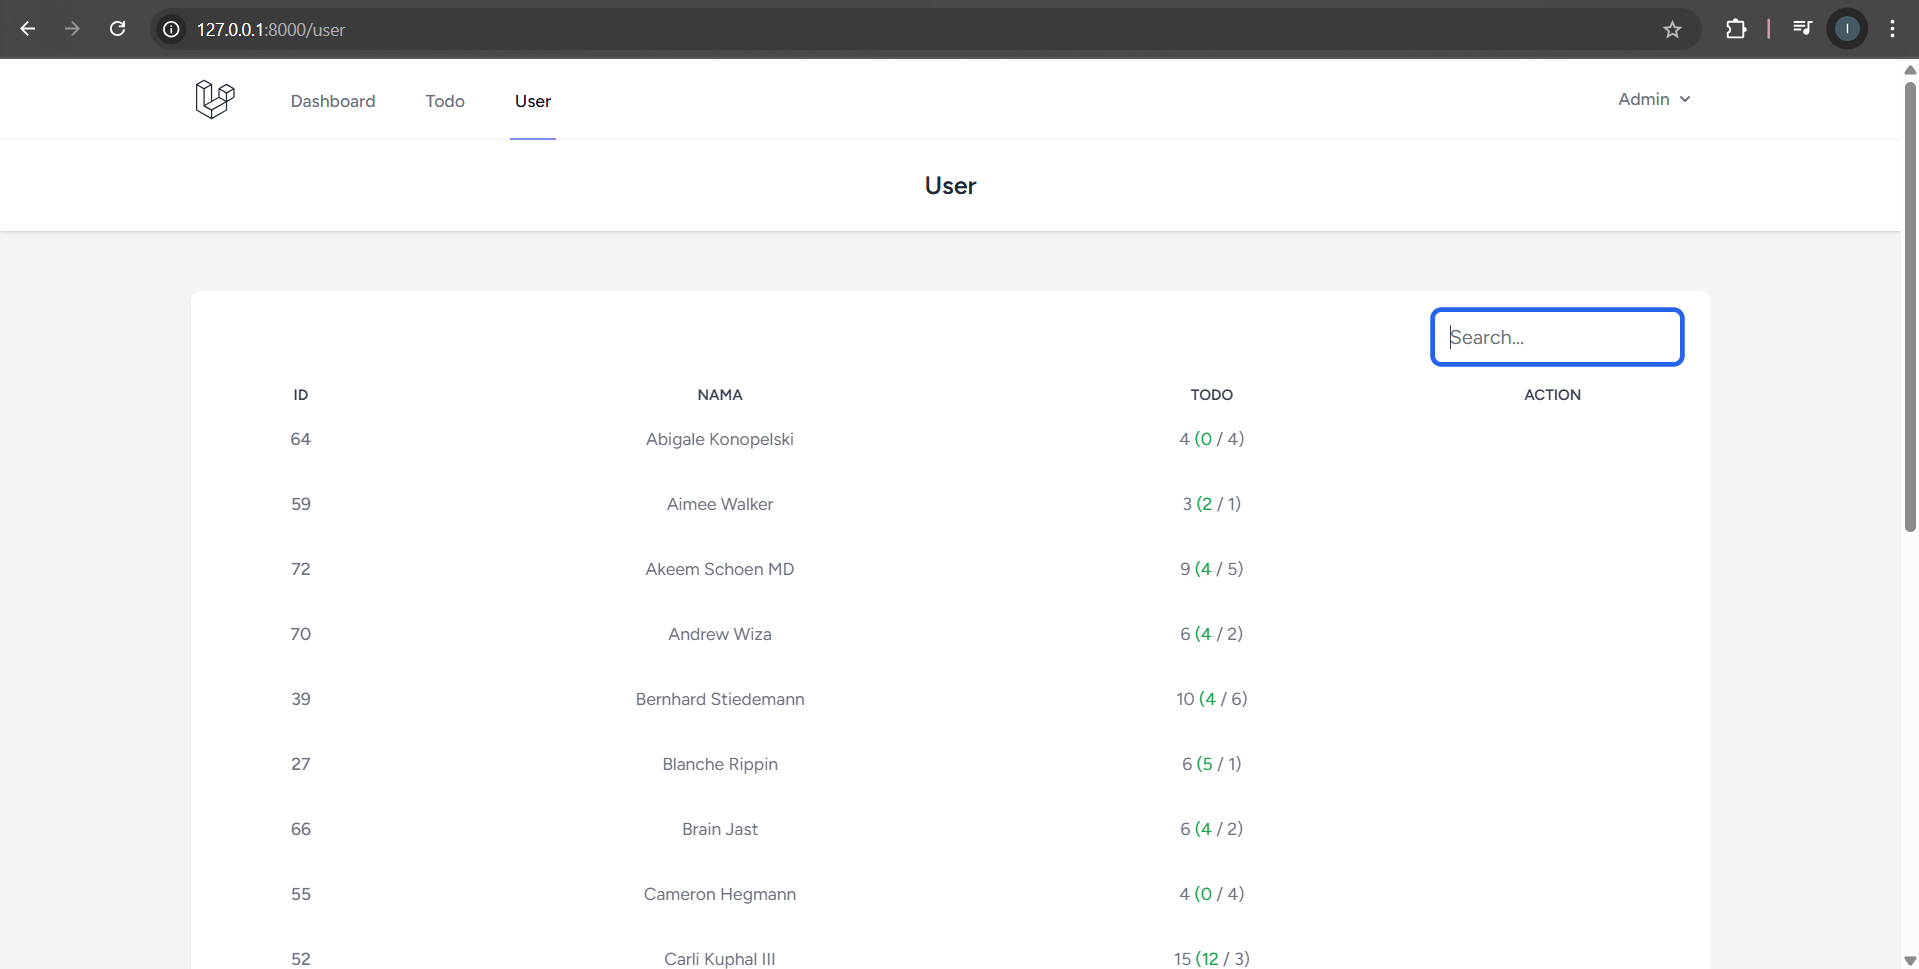 127.0.0.1:8000/user
I
Dashboard Todo User Admin
User
Search...
ID NAMA TODO ACTION
64 Abigale Konopelski 4 (0 / 4)
59 Aimee Walker 3 (2 / 1)
72 Akeem Schoen MD 9 (4 / 5)
70 Andrew Wiza 6 (4 / 2)
39 Bernhard Stiedemann 10 (4 / 6)
27 Blanche Rippin 6 (5 / 1)
66 Brain Jast 6 (4 / 2)
55 Cameron Hegmann 4 (0 / 4)
52 Carli Kuphal III 15 (12 / 3)